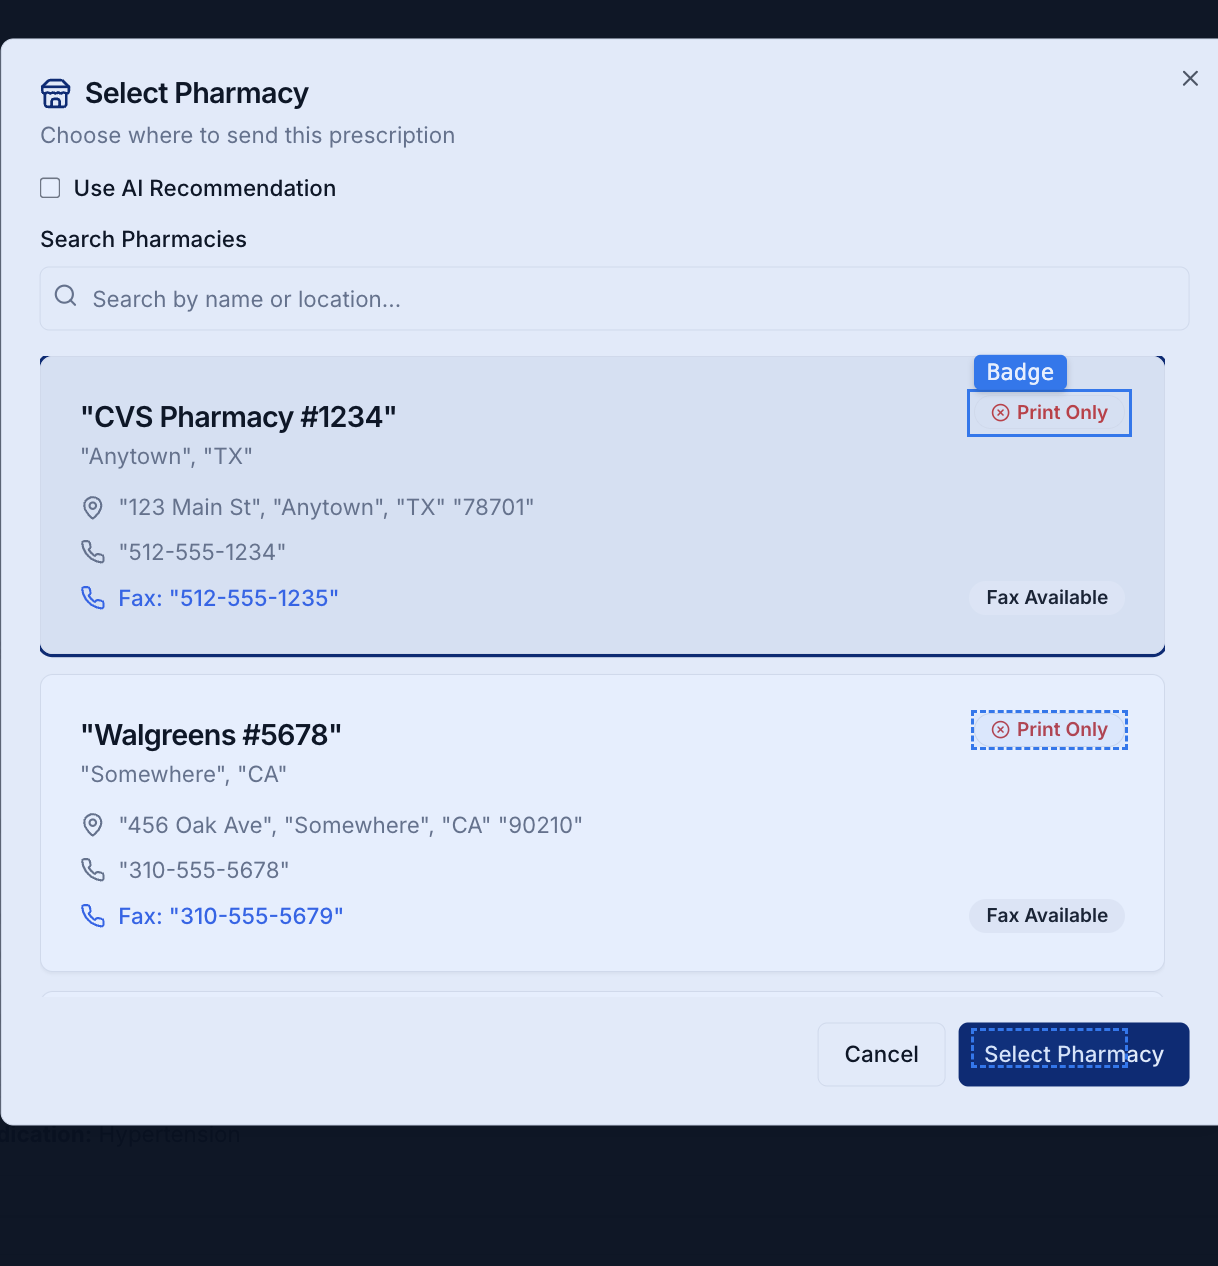 Select Pharmacy
Choose where to send this prescription
Use AI Recommendation
Search Pharmacies
Search by name or location...
Badge
"CVS Pharmacy #1234"
Print Only
"Anytown", "TX"
"123 Main St", "Anytown", "TX" "78701"
"512-555-1234"
Fax: "512-555-1235"
Fax Available
"Walgreens #5678"
Print Only
"Somewhere", "CA"
"456 Oak Ave", "Somewhere", "CA" "90210"
"310-555-5678"
Fax: "310-555-5679"
Fax Available
Cancel
Select Pharmacy
dication: Hypertension